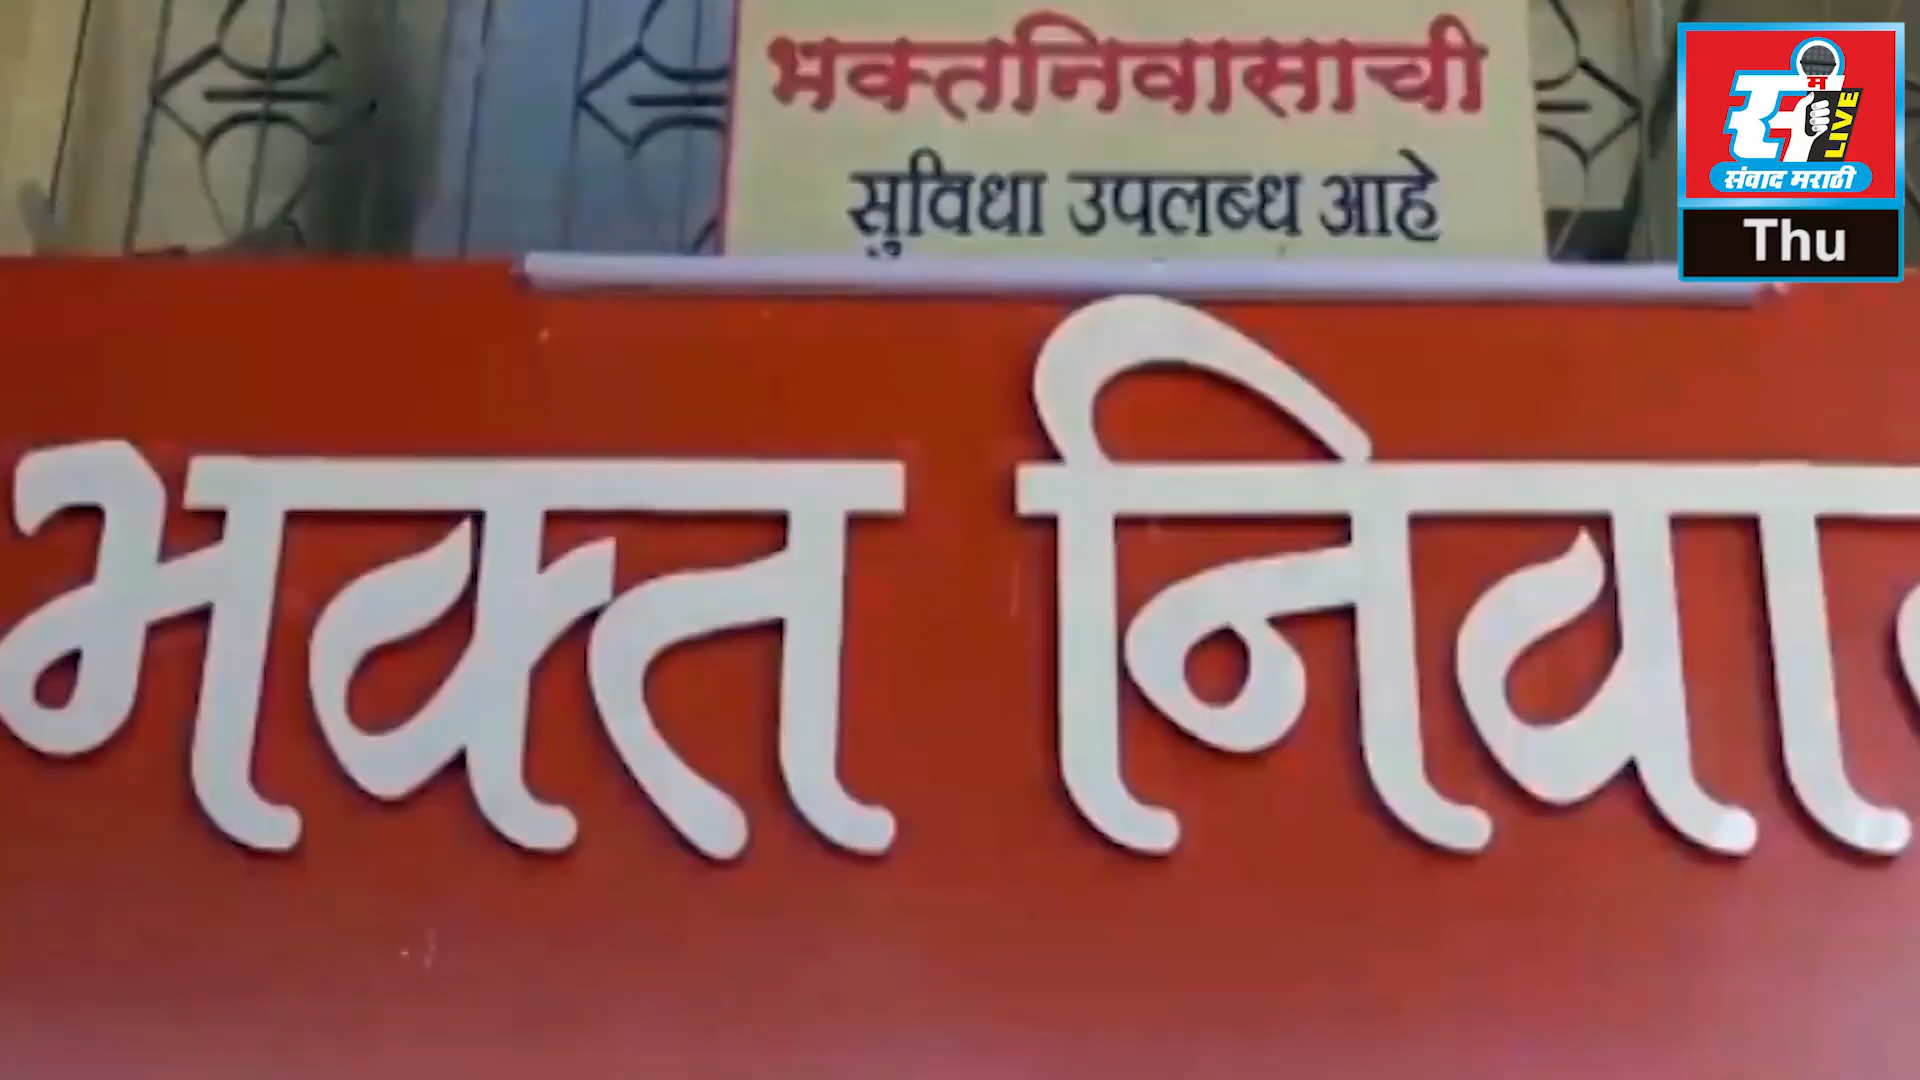 भक्तनिवासाची
सुविधा उपलब्ध आहे
स
म
LIVE
संवाद मराठी
Thu
भक्त निवा